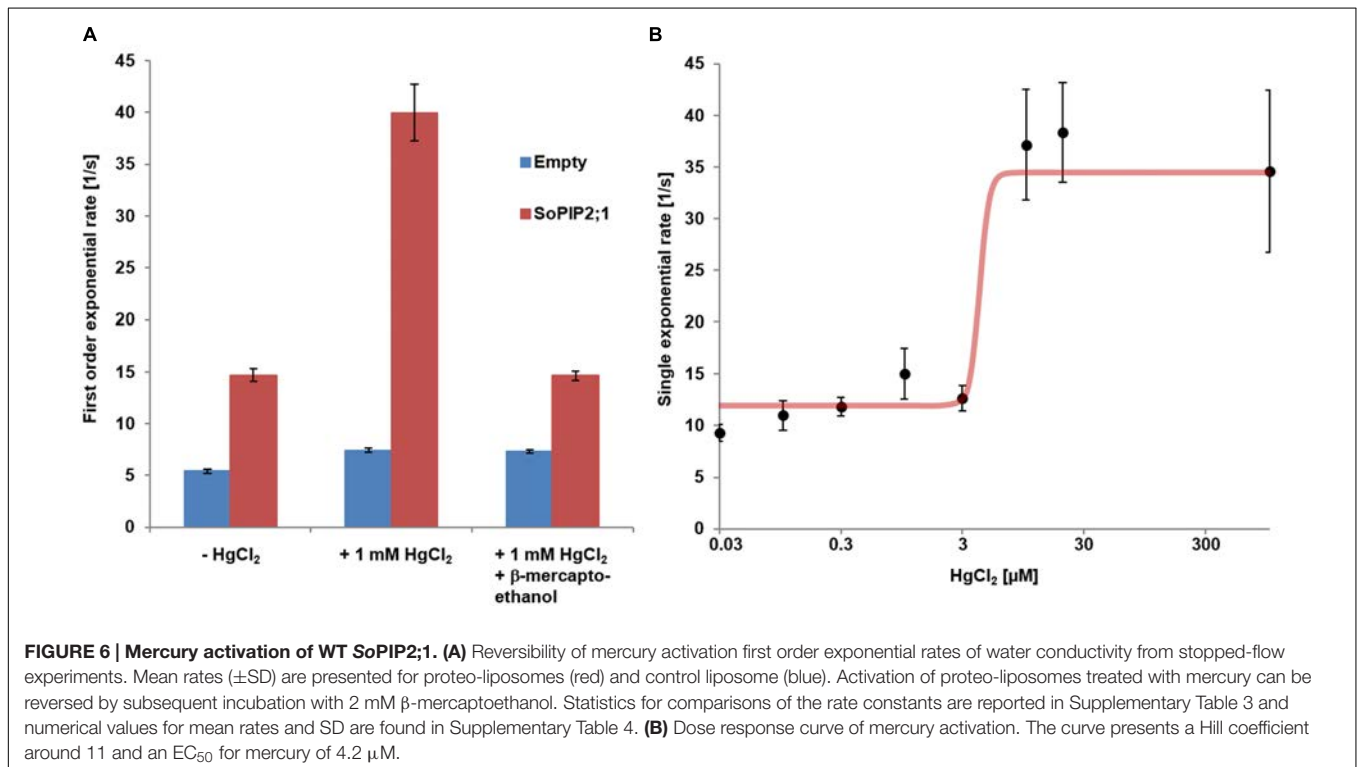 A
45
40
35
30
25
20
15
10
5
0
First order exponential rate [1/s]
Empty
SoPIP2;1
- HgCl₂
+ 1 mM HgCl₂
+ 1 mM HgCl₂
+ β-mercapto-
ethanol
B
45
40
35
30
25
20
15
10
5
0
Single exponential rate [1/s]
0.03
0.3
3
30
300
HgCl₂ [µM]
FIGURE 6 | Mercury activation of WT SoPIP2;1. (A) Reversibility of mercury activation first order exponential rates of water conductivity from stopped-flow
experiments. Mean rates (±SD) are presented for proteo-liposomes (red) and control liposome (blue). Activation of proteo-liposomes treated with mercury can be
reversed by subsequent incubation with 2 mM β-mercaptoethanol. Statistics for comparisons of the rate constants are reported in Supplementary Table 3 and
numerical values for mean rates and SD are found in Supplementary Table 4. (B) Dose response curve of mercury activation. The curve presents a Hill coefficient
around 11 and an EC₅₀ for mercury of 4.2 µM.